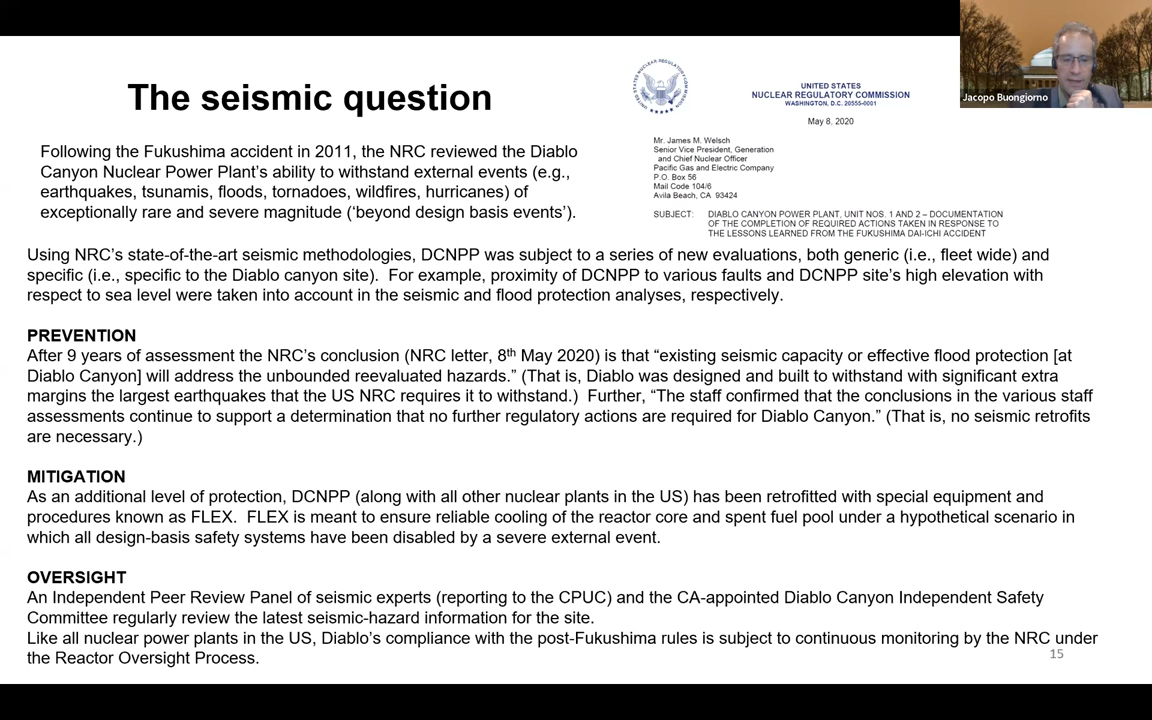 The seismic question
Following the Fukushima accident in 2011, the NRC reviewed the Diablo
Canyon Nuclear Power Plant's ability to withstand external events (e.g.,
earthquakes, tsunamis, floods, tornadoes, wildfires, hurricanes) of
exceptionally rare and severe magnitude ('beyond design basis events').
UNITED STATES NUCLEAR REGULATORY COMMISSION
UNITED STATES
NUCLEAR REGULATORY COMMISSION
WASHINGTON, D.C. 20555-0001
May 8, 2020
Mr. James M. Welsch
Senior Vice President, Generation
and Chief Nuclear Officer
Pacific Gas and Electric Company
P.O. Box 56
Mail Code 104/6
Avila Beach, CA 93424
SUBJECT: DIABLO CANYON POWER PLANT, UNIT NOS. 1 AND 2 – DOCUMENTATION
OF THE COMPLETION OF REQUIRED ACTIONS TAKEN IN RESPONSE TO
THE LESSONS LEARNED FROM THE FUKUSHIMA DAI-ICHI ACCIDENT
Jacopo Buongiorno
Using NRC's state-of-the-art seismic methodologies, DCNPP was subject to a series of new evaluations, both generic (i.e., fleet wide) and
specific (i.e., specific to the Diablo canyon site). For example, proximity of DCNPP to various faults and DCNPP site's high elevation with
respect to sea level were taken into account in the seismic and flood protection analyses, respectively.
PREVENTION
After 9 years of assessment the NRC's conclusion (NRC letter, 8th May 2020) is that "existing seismic capacity or effective flood protection [at
Diablo Canyon] will address the unbounded reevaluated hazards." (That is, Diablo was designed and built to withstand with significant extra
margins the largest earthquakes that the US NRC requires it to withstand.) Further, "The staff confirmed that the conclusions in the various staff
assessments continue to support a determination that no further regulatory actions are required for Diablo Canyon." (That is, no seismic retrofits
are necessary.)
MITIGATION
As an additional level of protection, DCNPP (along with all other nuclear plants in the US) has been retrofitted with special equipment and
procedures known as FLEX. FLEX is meant to ensure reliable cooling of the reactor core and spent fuel pool under a hypothetical scenario in
which all design-basis safety systems have been disabled by a severe external event.
OVERSIGHT
An Independent Peer Review Panel of seismic experts (reporting to the CPUC) and the CA-appointed Diablo Canyon Independent Safety
Committee regularly review the latest seismic-hazard information for the site.
Like all nuclear power plants in the US, Diablo's compliance with the post-Fukushima rules is subject to continuous monitoring by the NRC under
the Reactor Oversight Process.
15